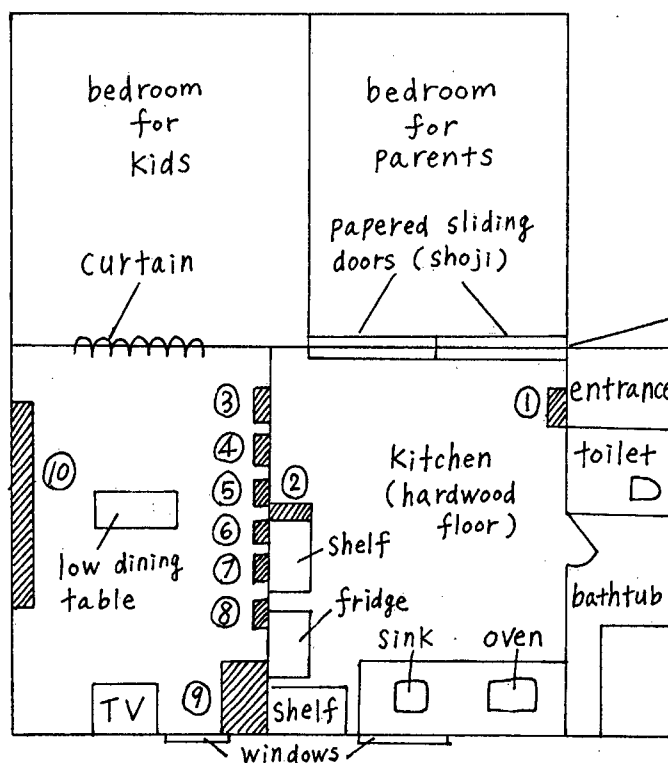 bedroom
for
kids
bedroom
for
parents
papered sliding
doors (shoji)
curtain
entrance
toilet
bathtub
kitchen
(hardwood
floor)
①
②
③
④
⑤
⑥
⑦
⑧
⑨
⑩
low dining
table
shelf
fridge
sink
oven
TV
shelf
windows